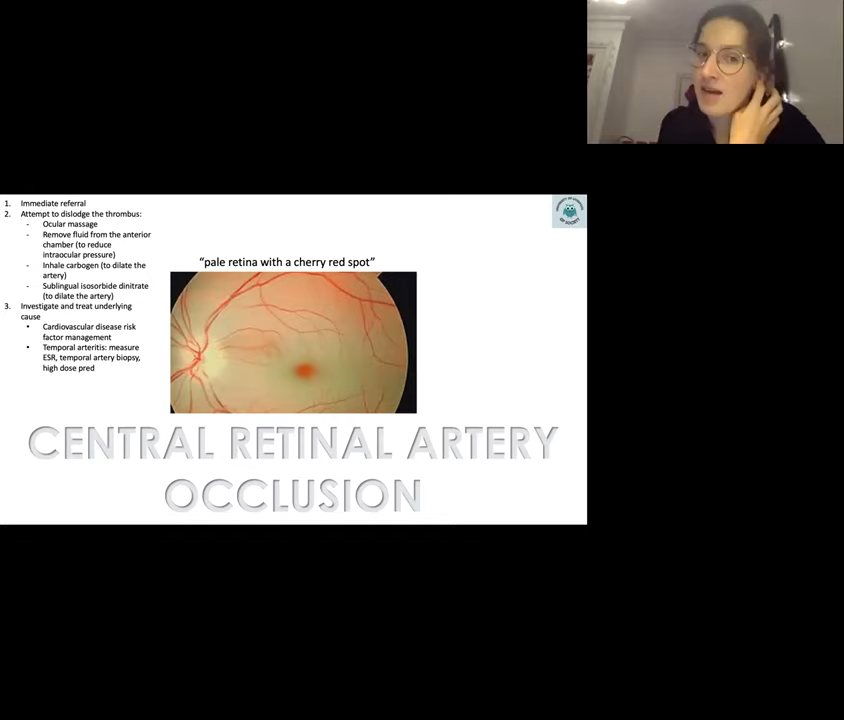 1. Immediate referral
2. Attempt to dislodge the thrombus:
- Ocular massage
- Remove fluid from the anterior
chamber (to reduce
intraocular pressure)
- Inhale carbogen (to dilate the
artery)
- Sublingual isosorbide dinitrate
(to dilate the artery)
3. Investigate and treat underlying
cause
• Cardiovascular disease risk
factor management
• Temporal arteritis: measure
ESR, temporal artery biopsy,
high dose pred
“pale retina with a cherry red spot”
CENTRAL RETINAL ARTERY
OCCLUSION